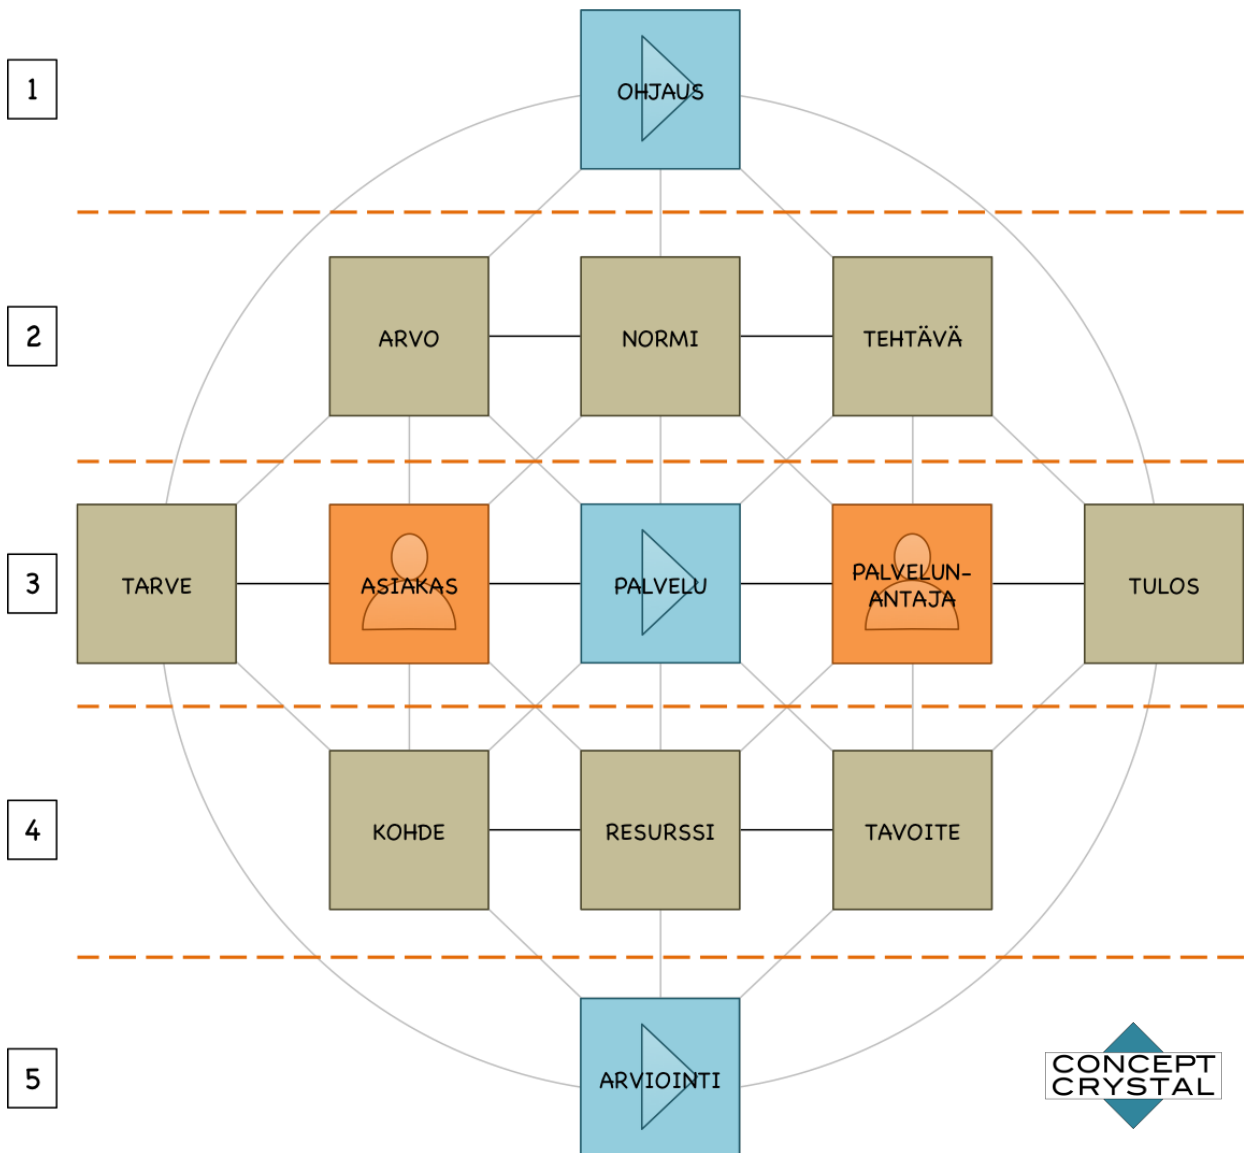 1
OHJAUS
2
ARVO
NORMI
TEHTÄVÄ
3
TARVE
ASIAKAS
PALVELU
PALVELUN-
ANTAJA
TULOS
4
KOHDE
RESURSSI
TAVOITE
5
ARVIOINTI
CONCEPT
CRYSTAL